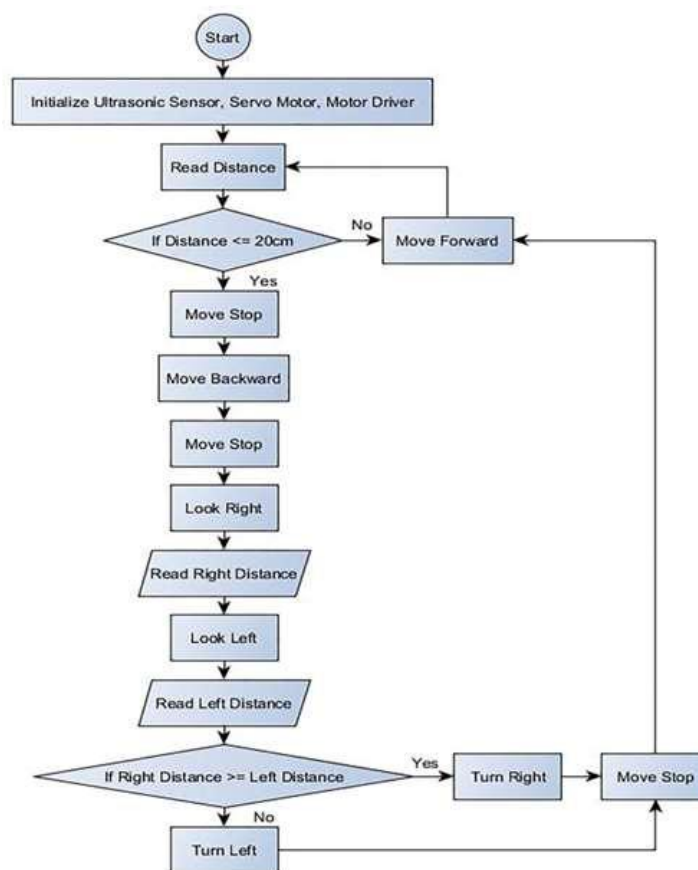 Start
Initialize Ultrasonic Sensor, Servo Motor, Motor Driver
Read Distance
If Distance <= 20cm
No
Move Forward
Yes
Move Stop
Move Backward
Move Stop
Look Right
Read Right Distance
Look Left
Read Left Distance
If Right Distance >= Left Distance
Yes
Turn Right
Move Stop
No
Turn Left